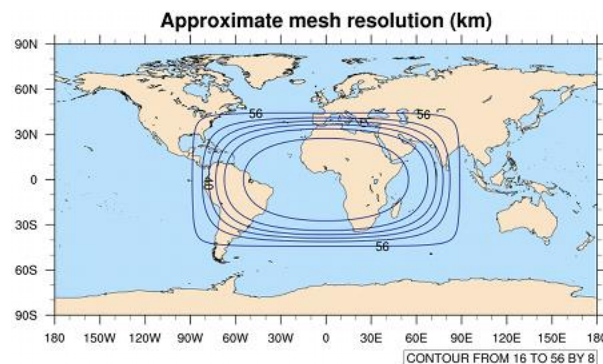 Approximate mesh resolution (km)
90N
60N
56 56
30N
0
40
30S
56
60S
90S
180 150W 120W 90W 60W 30W 0 30E 60E 90E 120E 150E 180
CONTOUR FROM 16 TO 56 BY 8